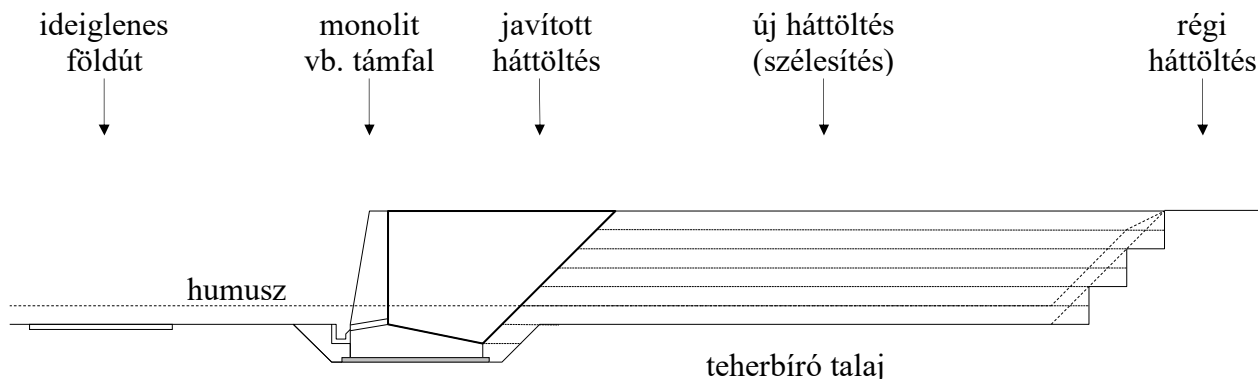 ideiglenes
földút
monolit
vb. támfal
javított
háttöltés
új háttöltés
(szélesítés)
régi
háttöltés
humusz
teherbíró talaj